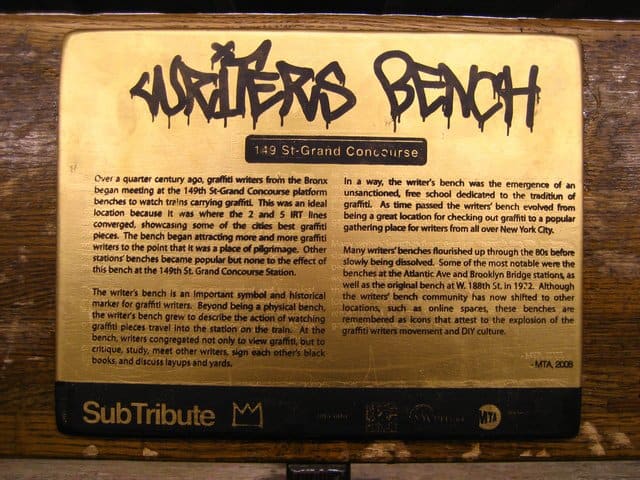 WRITERS BENCH
149 St-Grand Concourse
Over a quarter century ago, graffiti writers from the Bronx
began meeting at the 149th St-Grand Concourse platform
benches to watch trains carrying graffiti. This was an ideal
location because it was where the 2 and 5 IRT lines
converged, showcasing some of the cities best graffiti
pieces. The bench began attracting more and more graffiti
writers to the point that it was a place of pilgrimage. Other
stations' benches became popular but none to the effect of
this bench at the 149th St. Grand Concourse Station.
The writer's bench is an important symbol and historical
marker for graffiti writers. Beyond being a physical bench,
the writer's bench grew to describe the action of watching
graffiti pieces travel into the station on the train. At the
bench, writers congregated not only to view graffiti, but to
critique, study, meet other writers, sign each other's black
books, and discuss layups and yards.
In a way, the writer's bench was the emergence of an
unsanctioned, free school dedicated to the tradition of
graffiti. As time passed the writers' bench evolved from
being a great location for checking out graffiti to a popular
gathering place for writers from all over New York City.
Many writers' benches flourished up through the 80s before
slowly being dissolved. Some of the most notable were the
benches at the Atlantic Ave and Brooklyn Bridge stations, as
well as the original bench at W. 188th St. in 1972. Although
the writers' bench community has now shifted to other
locations, such as online spaces, these benches are
remembered as icons that attest to the explosion of the
graffiti writers movement and DIY culture.
- MTA, 2008
SubTribute
MTA